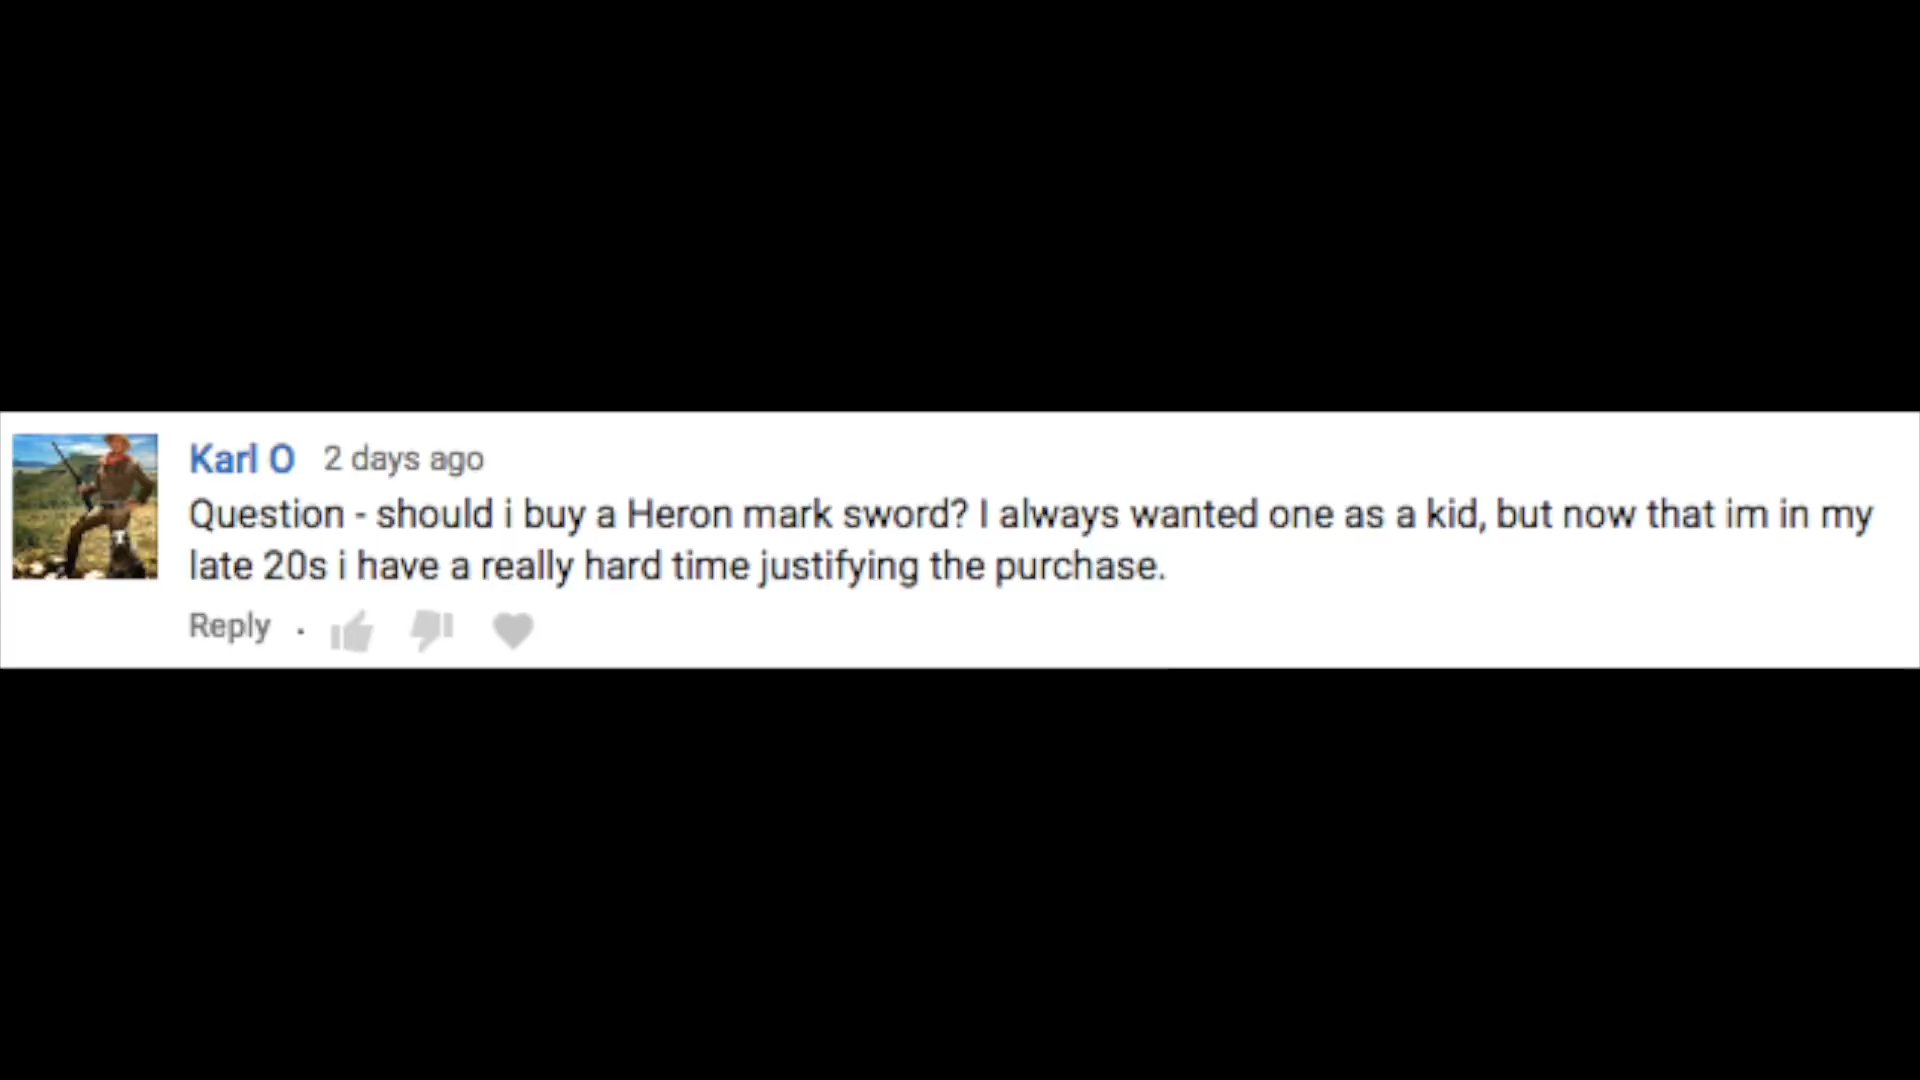 Karl O 2 days ago
Question - should i buy a Heron mark sword? I always wanted one as a kid, but now that im in my
late 20s i have a really hard time justifying the purchase.
Reply .